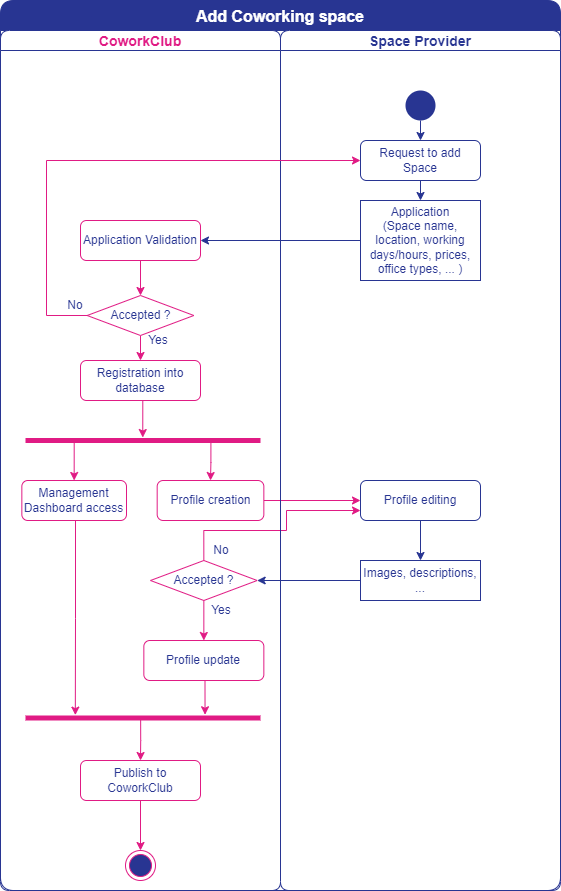 Add Coworking space
CoworkClub
Space Provider
Request to add
Space
Application
(Space name,
location, working
days/hours, prices,
office types, ... )
Application Validation
No
Accepted ?
Yes
Registration into
database
Management
Dashboard access
Profile creation
Profile editing
No
Accepted ?
Images, descriptions,
...
Yes
Profile update
Publish to
CoworkClub